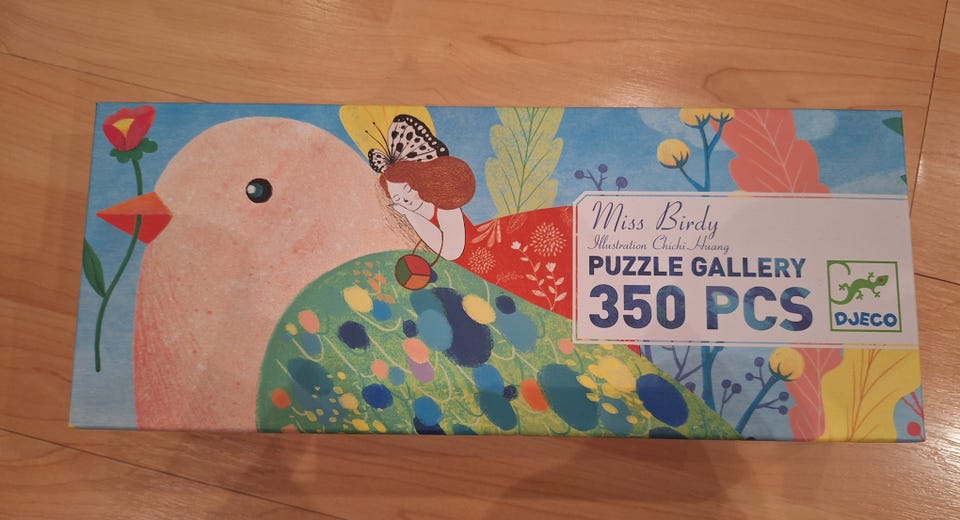 Miss Birdy
Illustration Chichi Huang
PUZZLE GALLERY
350 PCS
DJECO